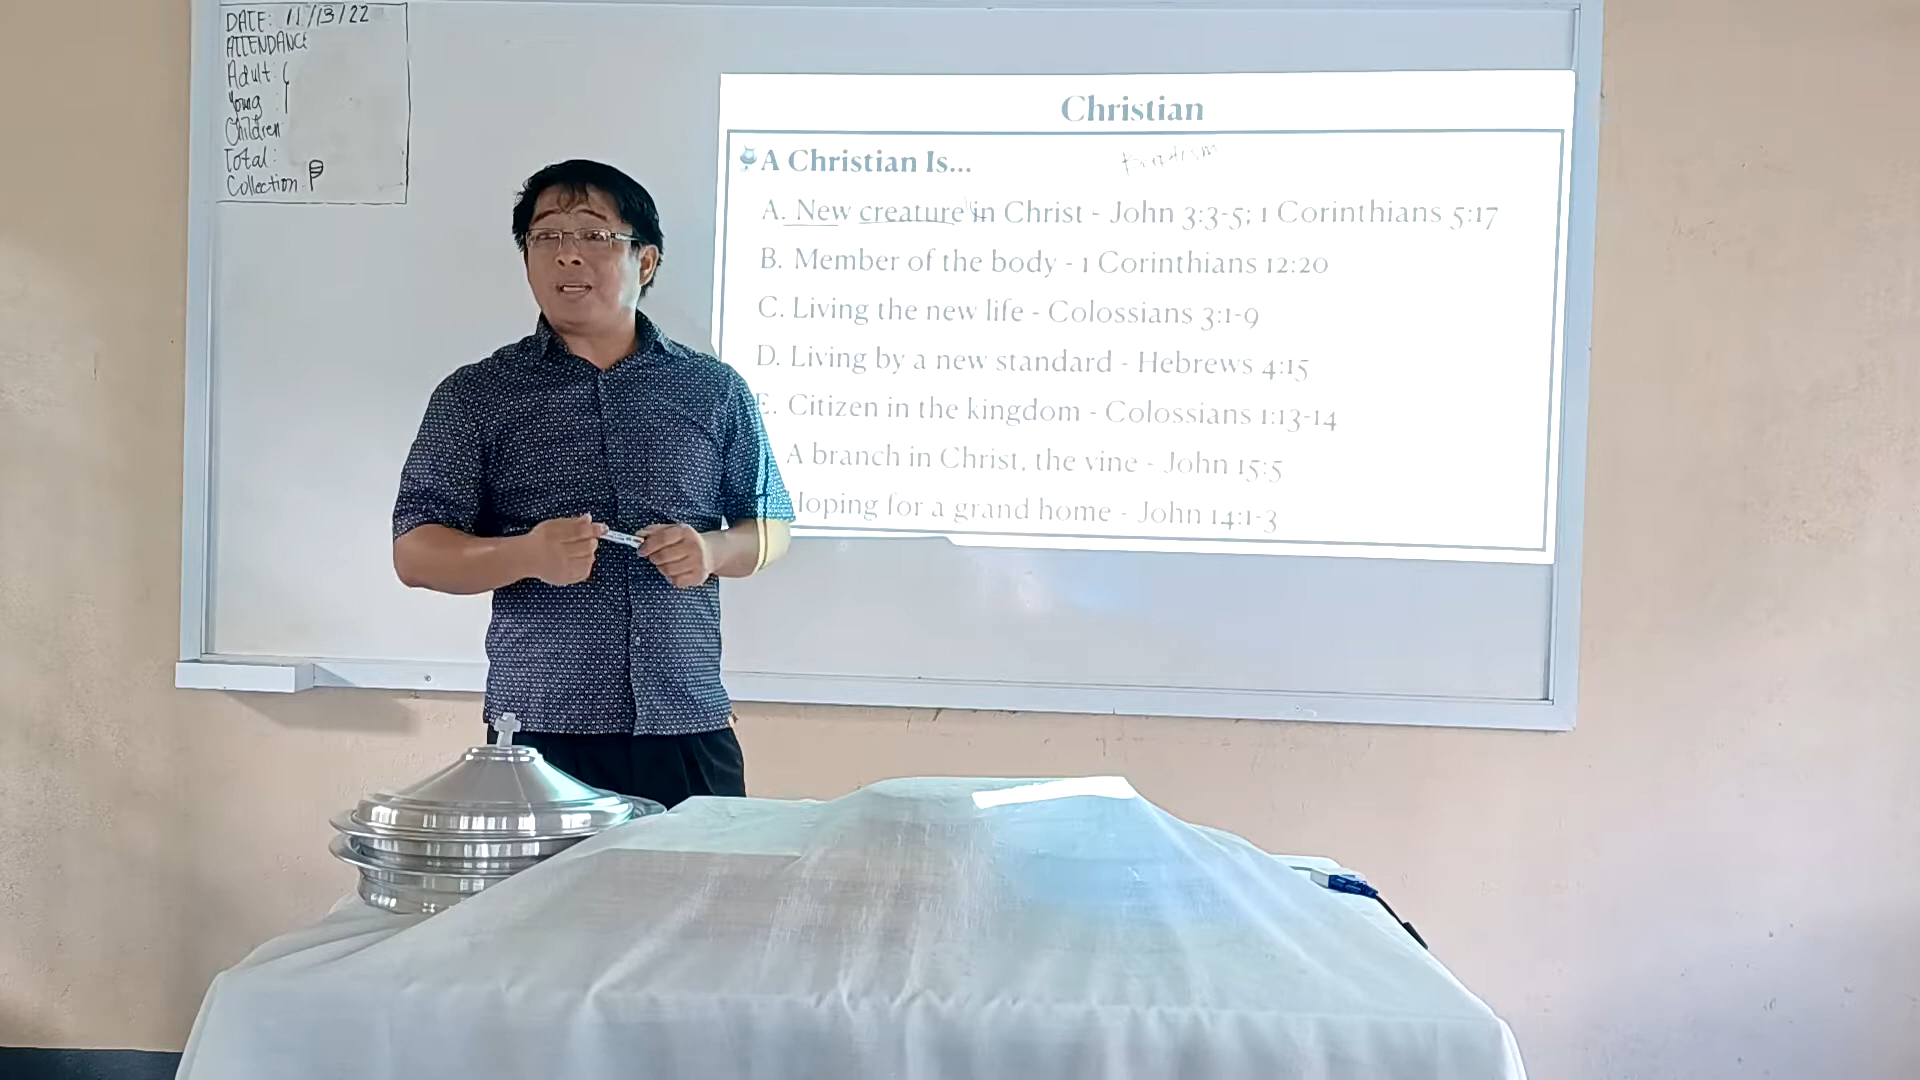 DATE: 11/13/22
ATTENDANCE
Adult:
Young :
Children
Total:
Collection: ₱
Christian
A Christian Is...
A. New creature in Christ - John 3:3-5; 1 Corinthians 5:17
B. Member of the body - 1 Corinthians 12:20
C. Living the new life - Colossians 3:1-9
D. Living by a new standard - Hebrews 4:15
E. Citizen in the kingdom - Colossians 1:13-14
A branch in Christ, the vine - John 15:5
Hoping for a grand home - John 14:1-3